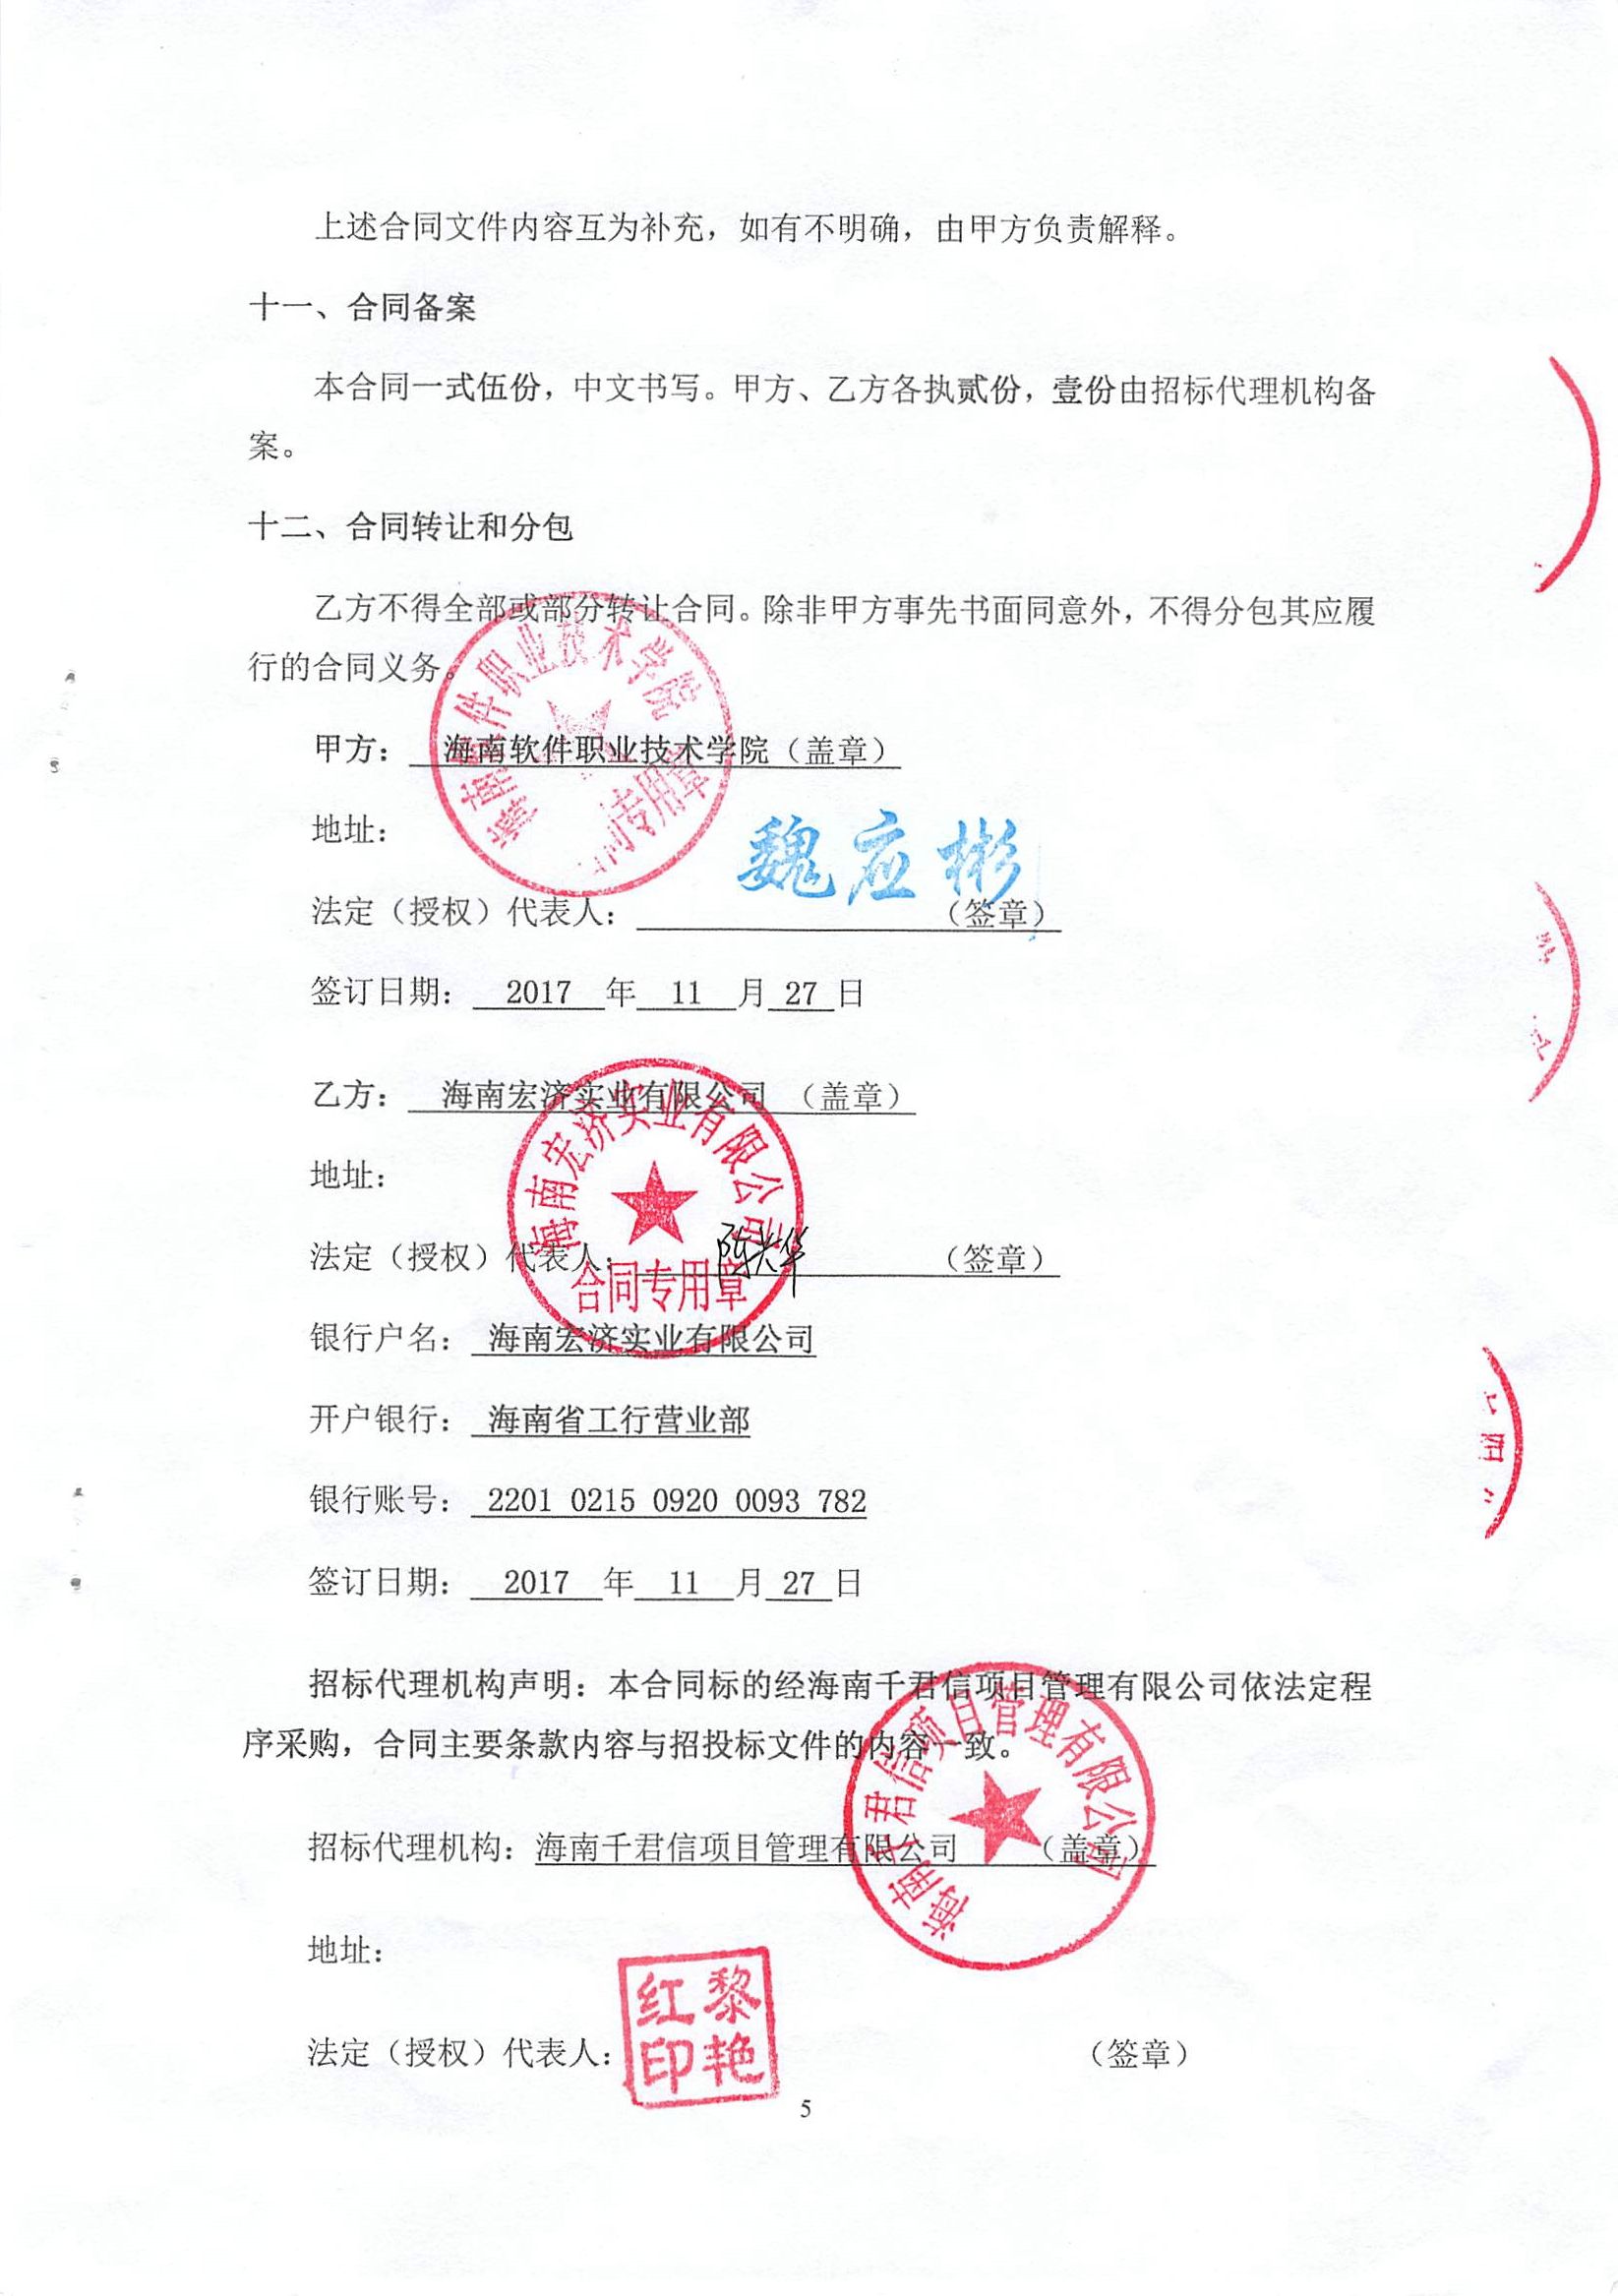 上述合同文件内容互为补充，如有不明确，由甲方负责解释。
十一、合同备案
本合同一式伍份，中文书写。甲方、乙方各执贰份，壹份由招标代理机构备
案。
十二、合同转让和分包
乙方不得全部或部分转让合同。除非甲方事先书面同意外，不得分包其应履
行的合同义务。
海南软件职业技术学院
专用章
甲方：海南软件职业技术学院（盖章）
地址：
魏应彬
法定（授权）代表人：（签章）
签订日期：2017年11月27日
乙方：海南宏济实业有限公司（盖章）
海南宏济实业有限公司
地址：
法定（授权）代表人：陈兴华（签章）
合同专用章
银行户名：海南宏济实业有限公司
开户银行：海南省工行营业部
银行账号：2201 0215 0920 0093 782
签订日期：2017年11月27日
招标代理机构声明：本合同标的经海南千君信项目管理有限公司依法定程
序采购，合同主要条款内容与招投标文件的内容一致。
海南千君信项目管理有限公司
招标代理机构：海南千君信项目管理有限公司（盖章）
地址：
法定（授权）代表人：（签章）
黎艳红印
5